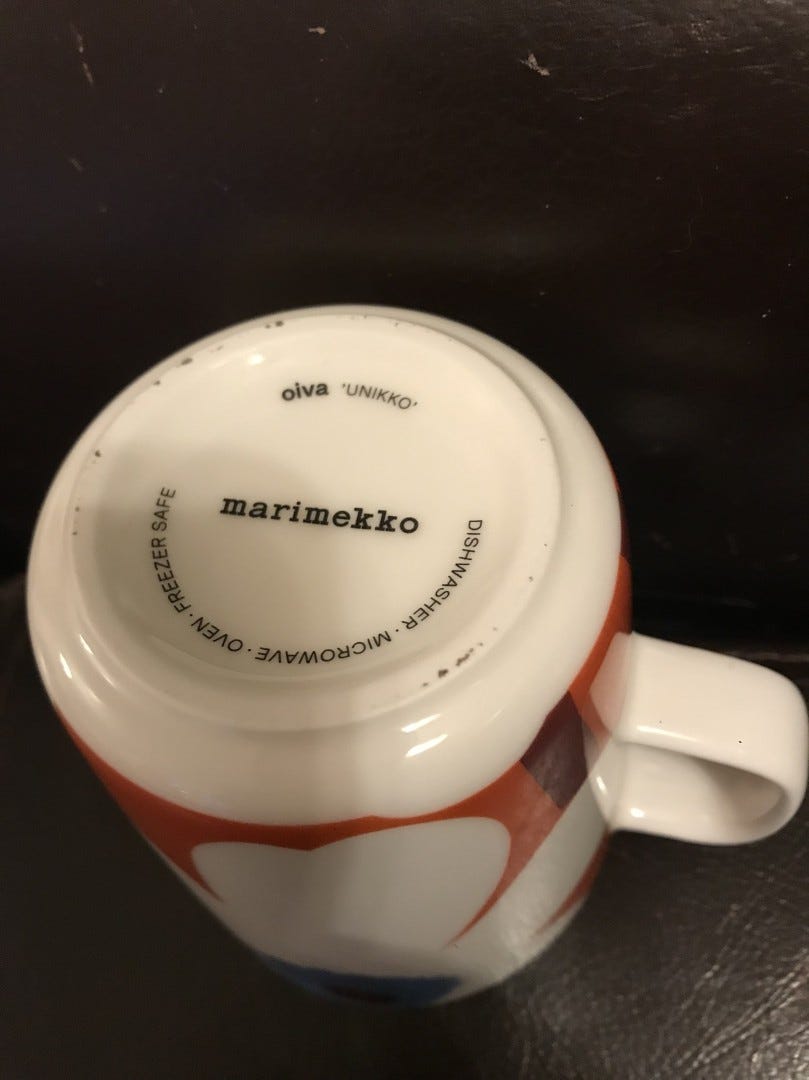 oiva 'UNIKKO'
marimekko
DISHWASHER · MICROWAVE · OVEN · FREEZER SAFE